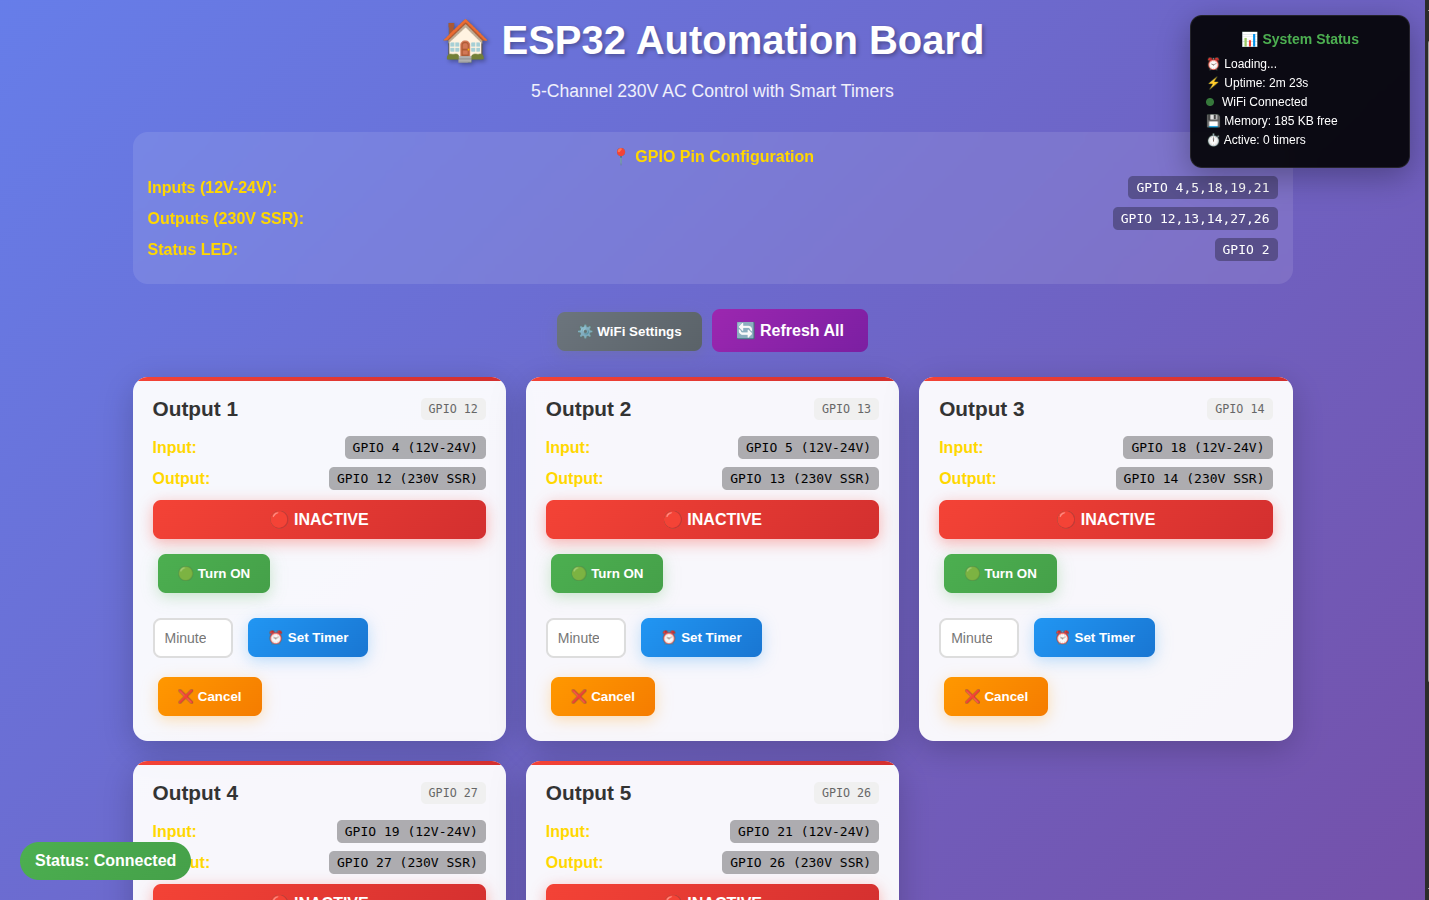 🏠 ESP32 Automation Board
5-Channel 230V AC Control with Smart Timers
📊 System Status
⏰ Loading...
⚡ Uptime: 2m 23s
WiFi Connected
💾 Memory: 185 KB free
⏱️ Active: 0 timers
📍 GPIO Pin Configuration
Inputs (12V-24V): GPIO 4,5,18,19,21
Outputs (230V SSR): GPIO 12,13,14,27,26
Status LED: GPIO 2
⚙️ WiFi Settings 🔄 Refresh All
Output 1 GPIO 12
Input: GPIO 4 (12V-24V)
Output: GPIO 12 (230V SSR)
🔴 INACTIVE
🟢 Turn ON
Minute ⏰ Set Timer
❌ Cancel
Output 2 GPIO 13
Input: GPIO 5 (12V-24V)
Output: GPIO 13 (230V SSR)
🔴 INACTIVE
🟢 Turn ON
Minute ⏰ Set Timer
❌ Cancel
Output 3 GPIO 14
Input: GPIO 18 (12V-24V)
Output: GPIO 14 (230V SSR)
🔴 INACTIVE
🟢 Turn ON
Minute ⏰ Set Timer
❌ Cancel
Output 4 GPIO 27
Input: GPIO 19 (12V-24V)
ut: GPIO 27 (230V SSR)
🔴 INACTIVE
Output 5 GPIO 26
Input: GPIO 21 (12V-24V)
Output: GPIO 26 (230V SSR)
🔴 INACTIVE
Status: Connected